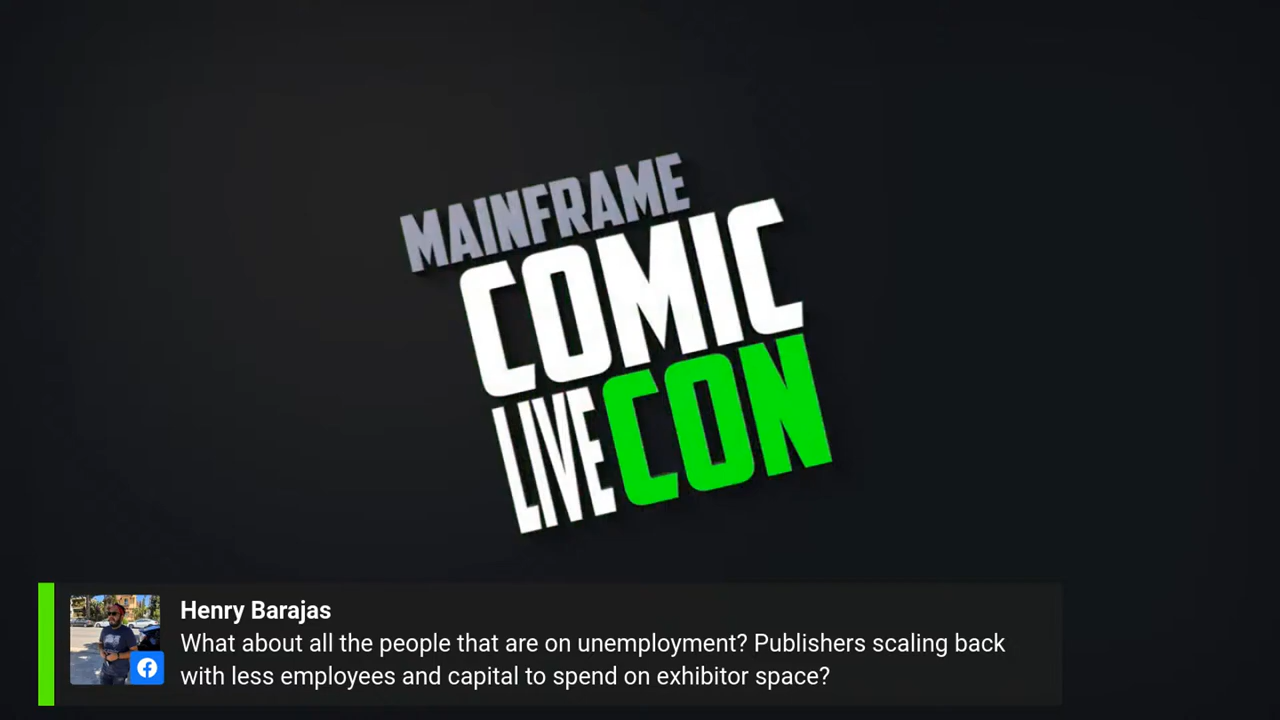 MAINFRAME
COMIC
LIVE CON
Henry Barajas
What about all the people that are on unemployment? Publishers scaling back
with less employees and capital to spend on exhibitor space?